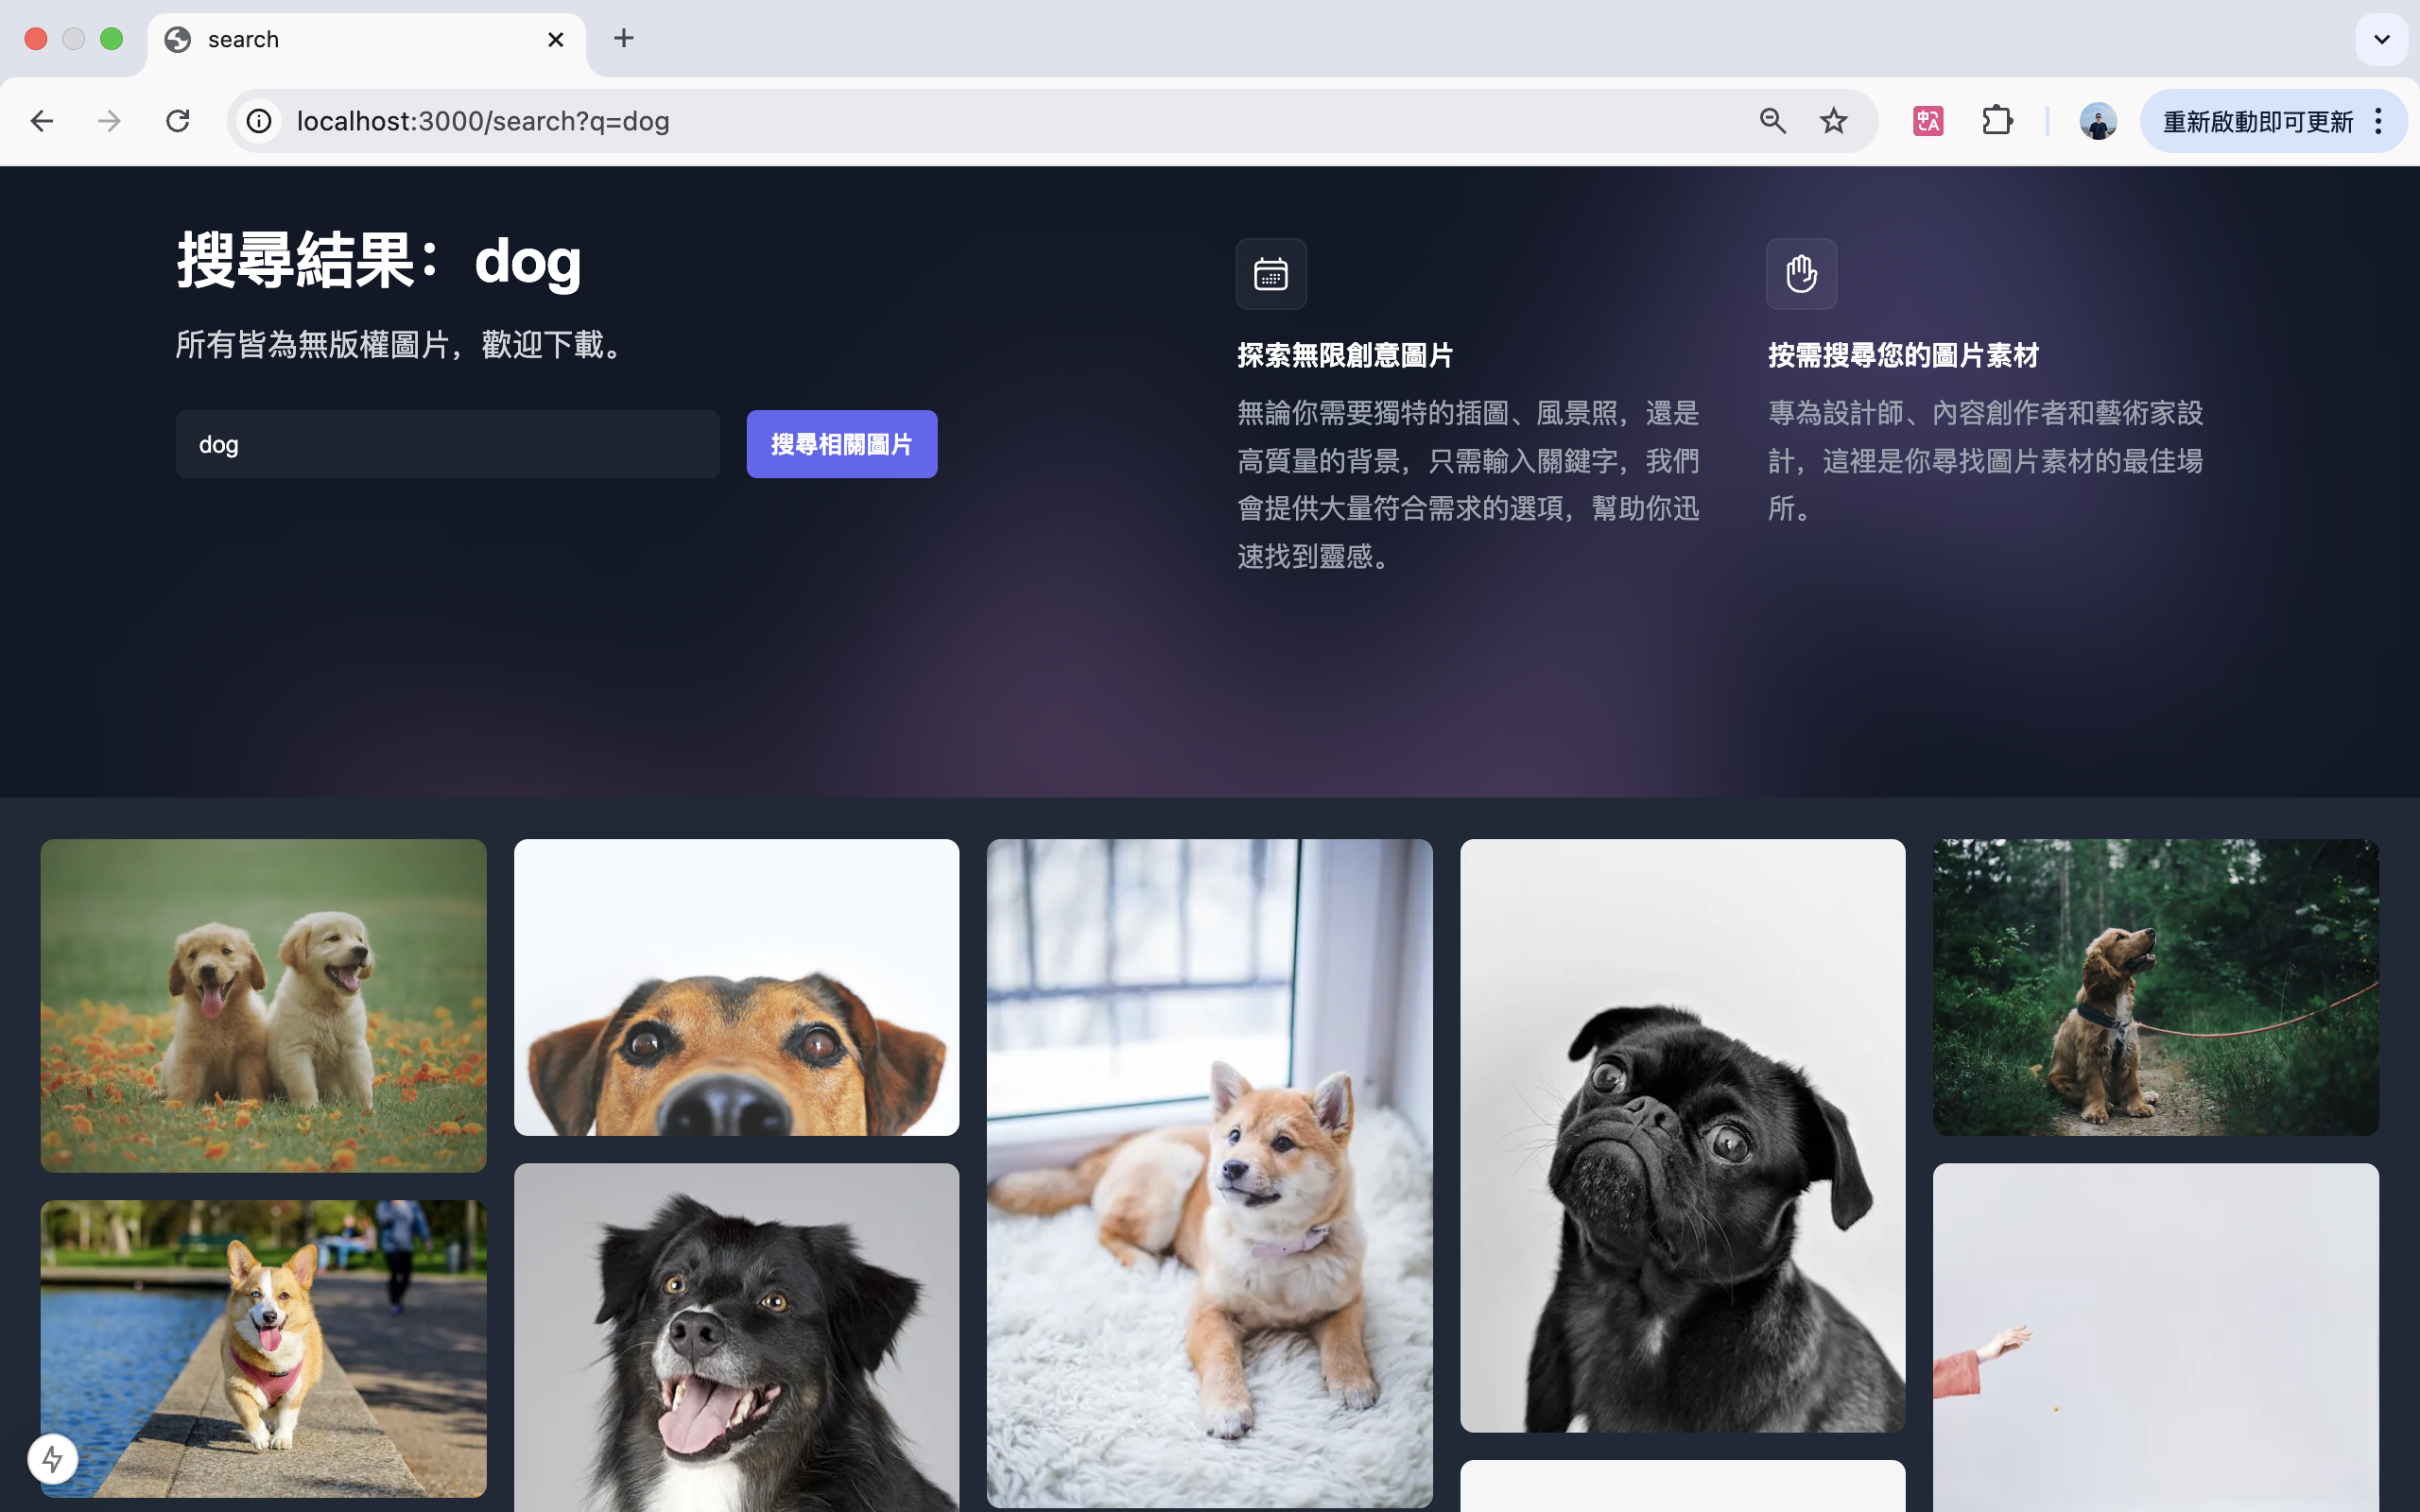 search
localhost:3000/search?q=dog
重新啟動即可更新
搜尋結果：dog
所有皆為無版權圖片，歡迎下載。
dog
搜尋相關圖片
探索無限創意圖片
無論你需要獨特的插圖、風景照，還是
高質量的背景，只需輸入關鍵字，我們
會提供大量符合需求的選項，幫助你迅
速找到靈感。
按需搜尋您的圖片素材
專為設計師、內容創作者和藝術家設
計，這裡是你尋找圖片素材的最佳場
所。